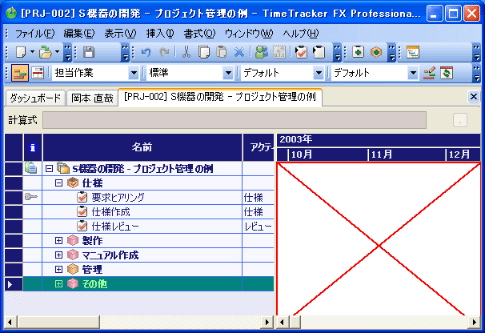 [PRJ-002] S機器の開発 - プロジェクト管理の例 - TimeTracker FX Professiona...
ファイル(F) 編集(E) 表示(V) 挿入(I) 書式(O) ウィンドウ(W) ヘルプ(H)
担当作業 標準 デフォルト デフォルト
ダッシュボード 岡本 直哉 [PRJ-002] S機器の開発 - プロジェクト管理の例
計算式
名前 アクテ 2003年
10月 11月 12月
S機器の開発 - プロジェクト管理の例
仕様
要求ヒアリング 仕様
仕様作成 仕様
仕様レビュー レビュー
製作
マニュアル作成
管理
その他